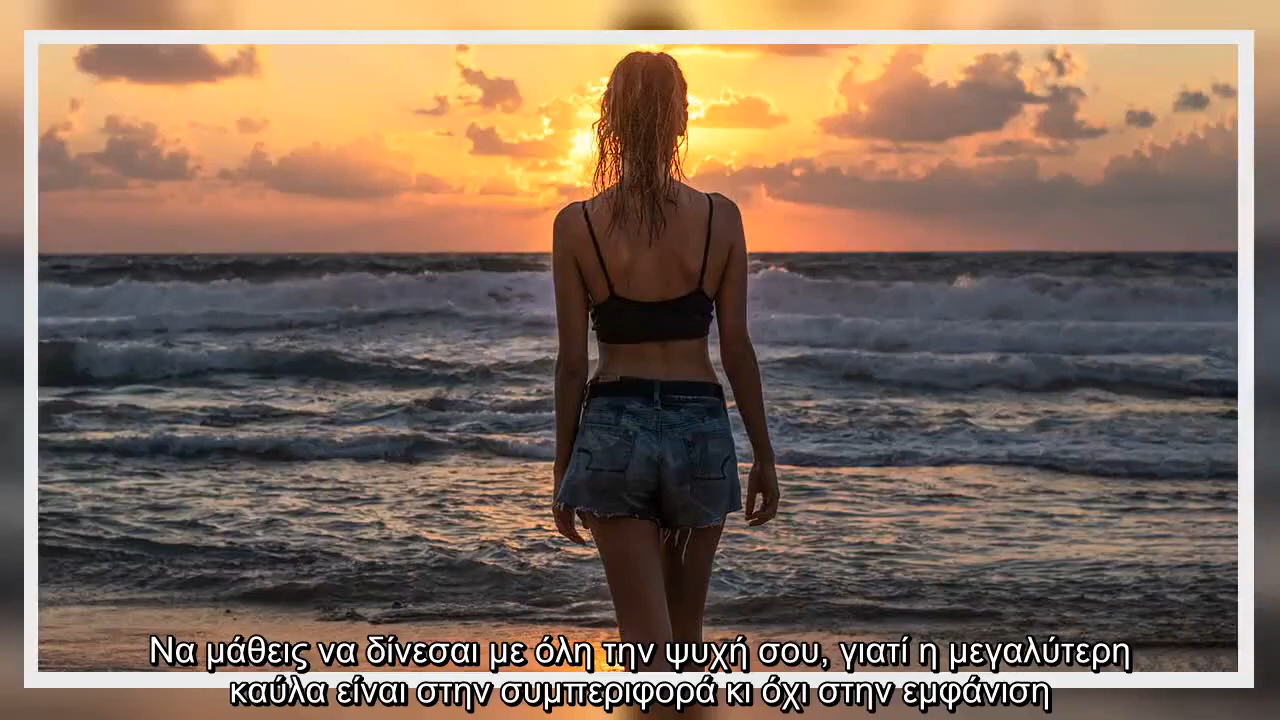 Να μάθεις να δίνεσαι με όλη την ψυχή σου, γιατί η μεγαλύτερη
καύλα είναι στην συμπεριφορά κι όχι στην εμφάνιση